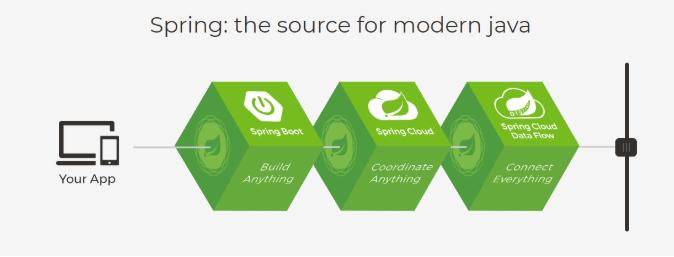 Spring: the source for modern java
Your App
Spring Boot
Build
Anything
Spring Cloud
Coordinate
Anything
Spring Cloud
Data Flow
Connect
Everything